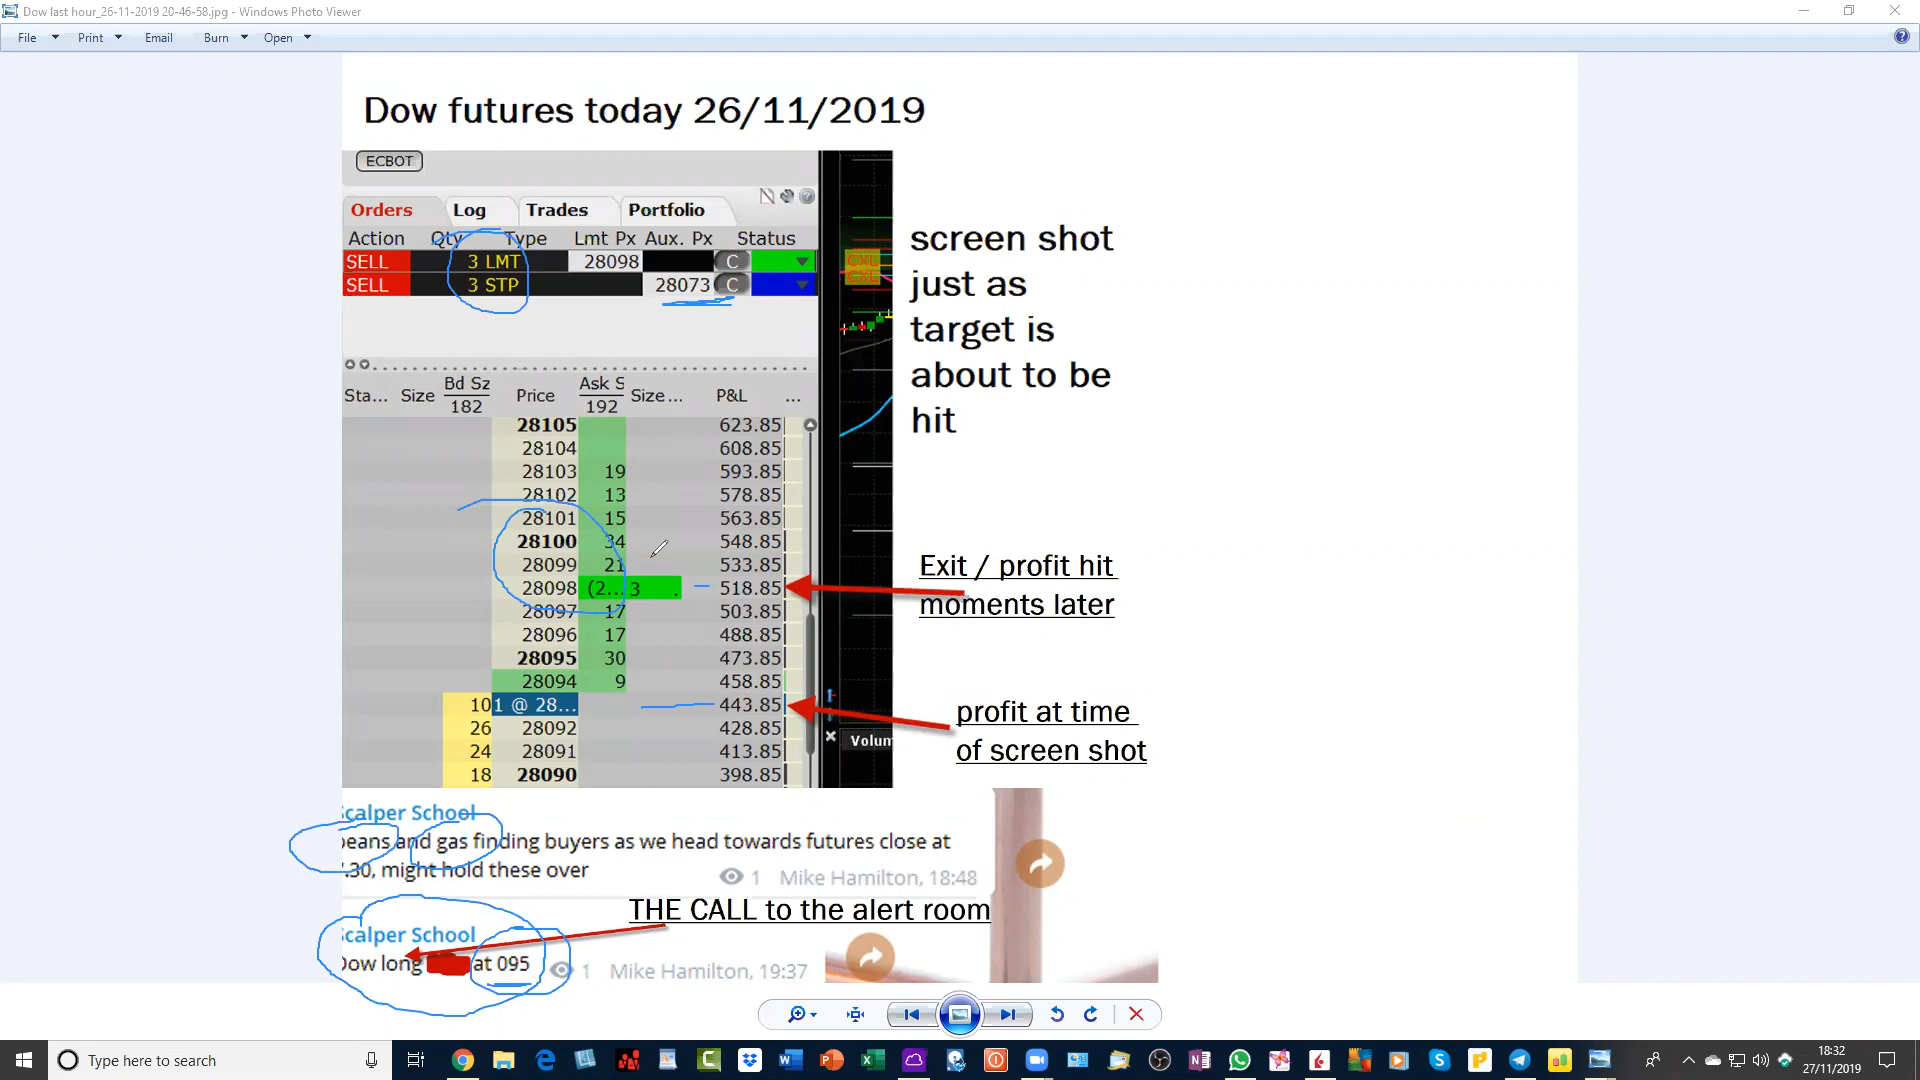 Dow last hour_26-11-2019 20-46-58.jpg - Windows Photo Viewer
File Print Email Burn Open
Dow futures today 26/11/2019
ECBOT
Orders Log Trades Portfolio
Action Qty Type Lmt Px Aux. Px Status
SELL 3 LMT 28098 C
SELL 3 STP 28073 C
CXL
CXL
screen shot
just as
target is
about to be
hit
Sta... Size Bd Sz Price Ask S Size... P&L ...
182 192
28105 623.85
28104 608.85
28103 19 593.85
28102 13 578.85
28101 15 563.85
28100 34 548.85
28099 21 533.85
28098 (2... 3 . 518.85
28097 17 503.85
28096 17 488.85
28095 30 473.85
28094 9 458.85
10 1 @ 28... 443.85
26 28092 428.85
24 28091 413.85
18 28090 398.85
Exit / profit hit
moments later
profit at time
of screen shot
Volum
Scalper School
beans and gas finding buyers as we head towards futures close at
.30, might hold these over
1 Mike Hamilton, 18:48
THE CALL to the alert room
Scalper School
Dow long at 095
1 Mike Hamilton, 19:37
Type here to search
18:32
27/11/2019